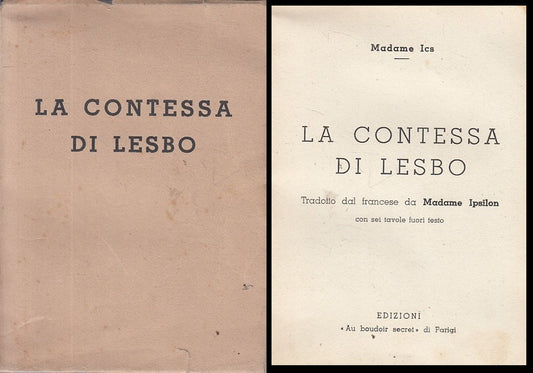 LA CONTESSA
DI LESBO
Madame Ics
LA CONTESSA
DI LESBO
Tradotto dal francese da Madame Ipsilon
con sei tavole fuori testo
EDIZIONI
« Au boudoir secret » di Parigi